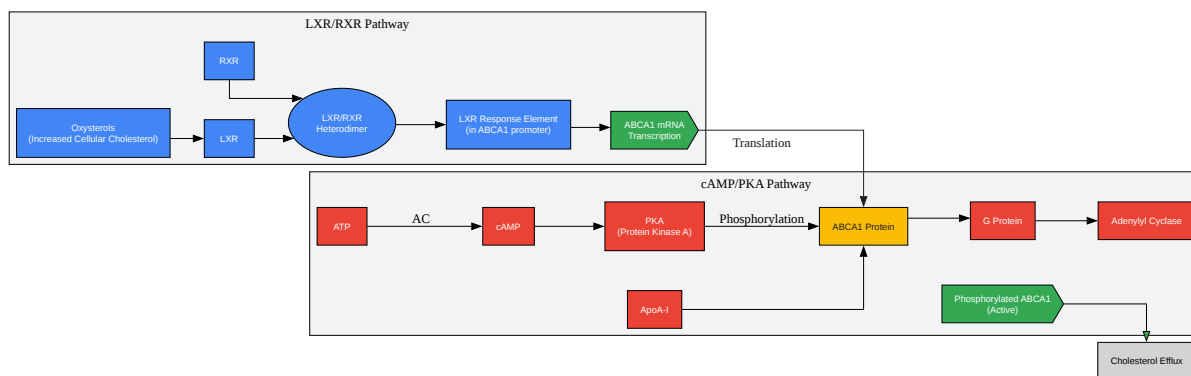 LXR/RXR Pathway
RXR
Oxysterols
(Increased Cellular Cholesterol)
LXR
LXR/RXR
Heterodimer
LXR Response Element
(in ABCA1 promoter)
ABCA1 mRNA
Transcription
Translation
cAMP/PKA Pathway
ATP
AC
cAMP
PKA
(Protein Kinase A)
Phosphorylation
ABCA1 Protein
G Protein
Adenylyl Cyclase
ApoA-I
Phosphorylated ABCA1
(Active)
Cholesterol Efflux